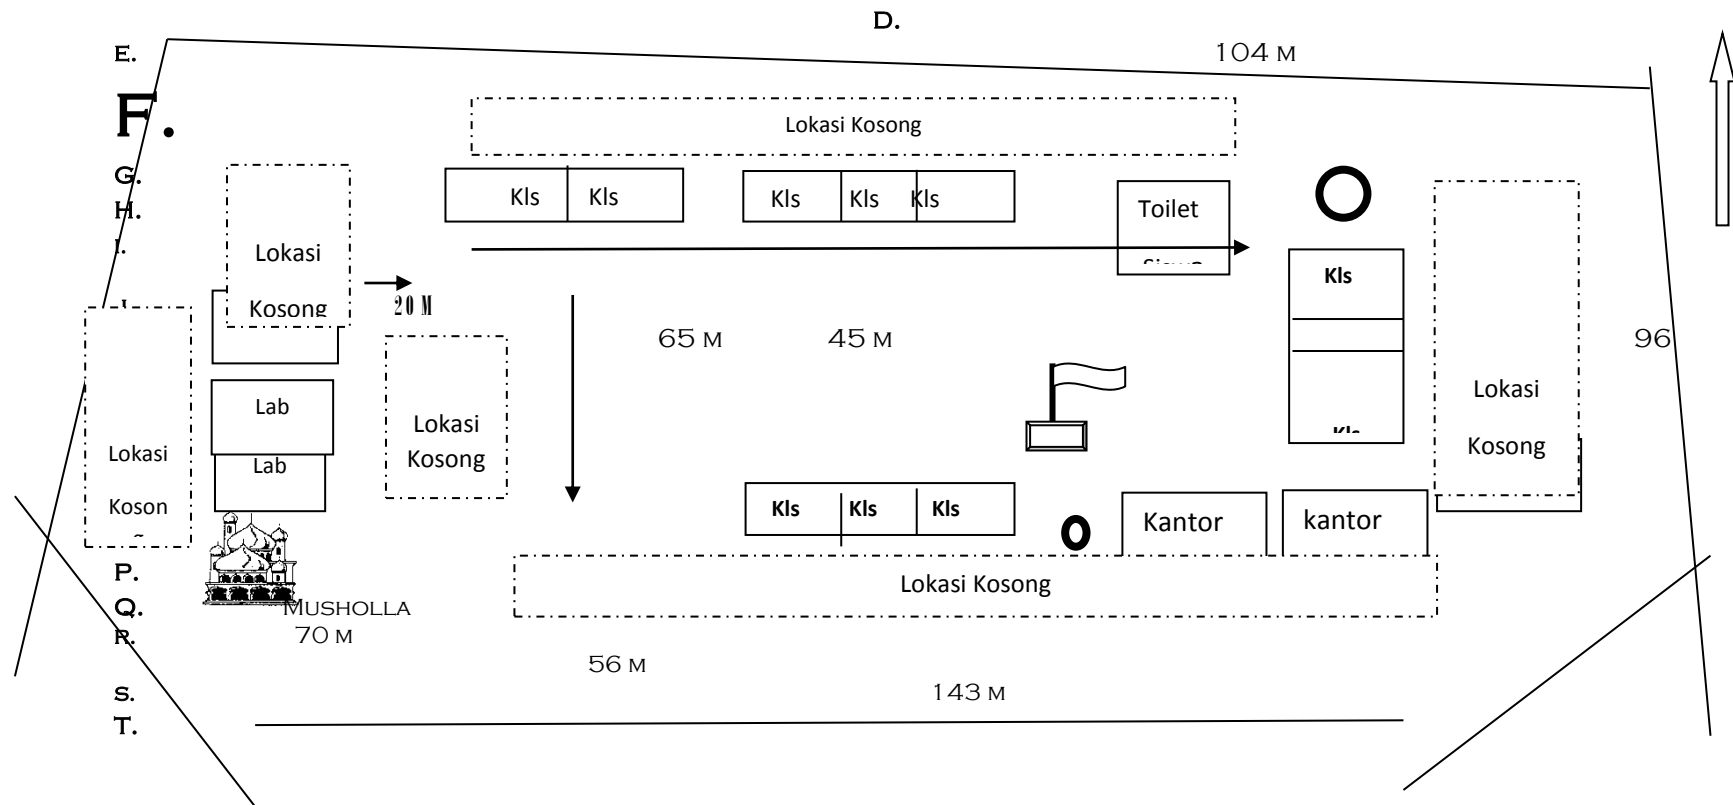 D.
E.
104 M
F.
Lokasi Kosong
G.
Kls Kls
Kls Kls Kls
Toilet
H.
I.
Lokasi
Kosong
Kls
20 M
65 M
45 M
96
Lab
Lokasi
Kosong
Lokasi
Kosong
Lab
Lokasi
Koson
Kls Kls Kls
Kantor
kantor
P.
Lokasi Kosong
Q.
MUSHOLLA
R.
70 M
56 M
S.
143 M
T.